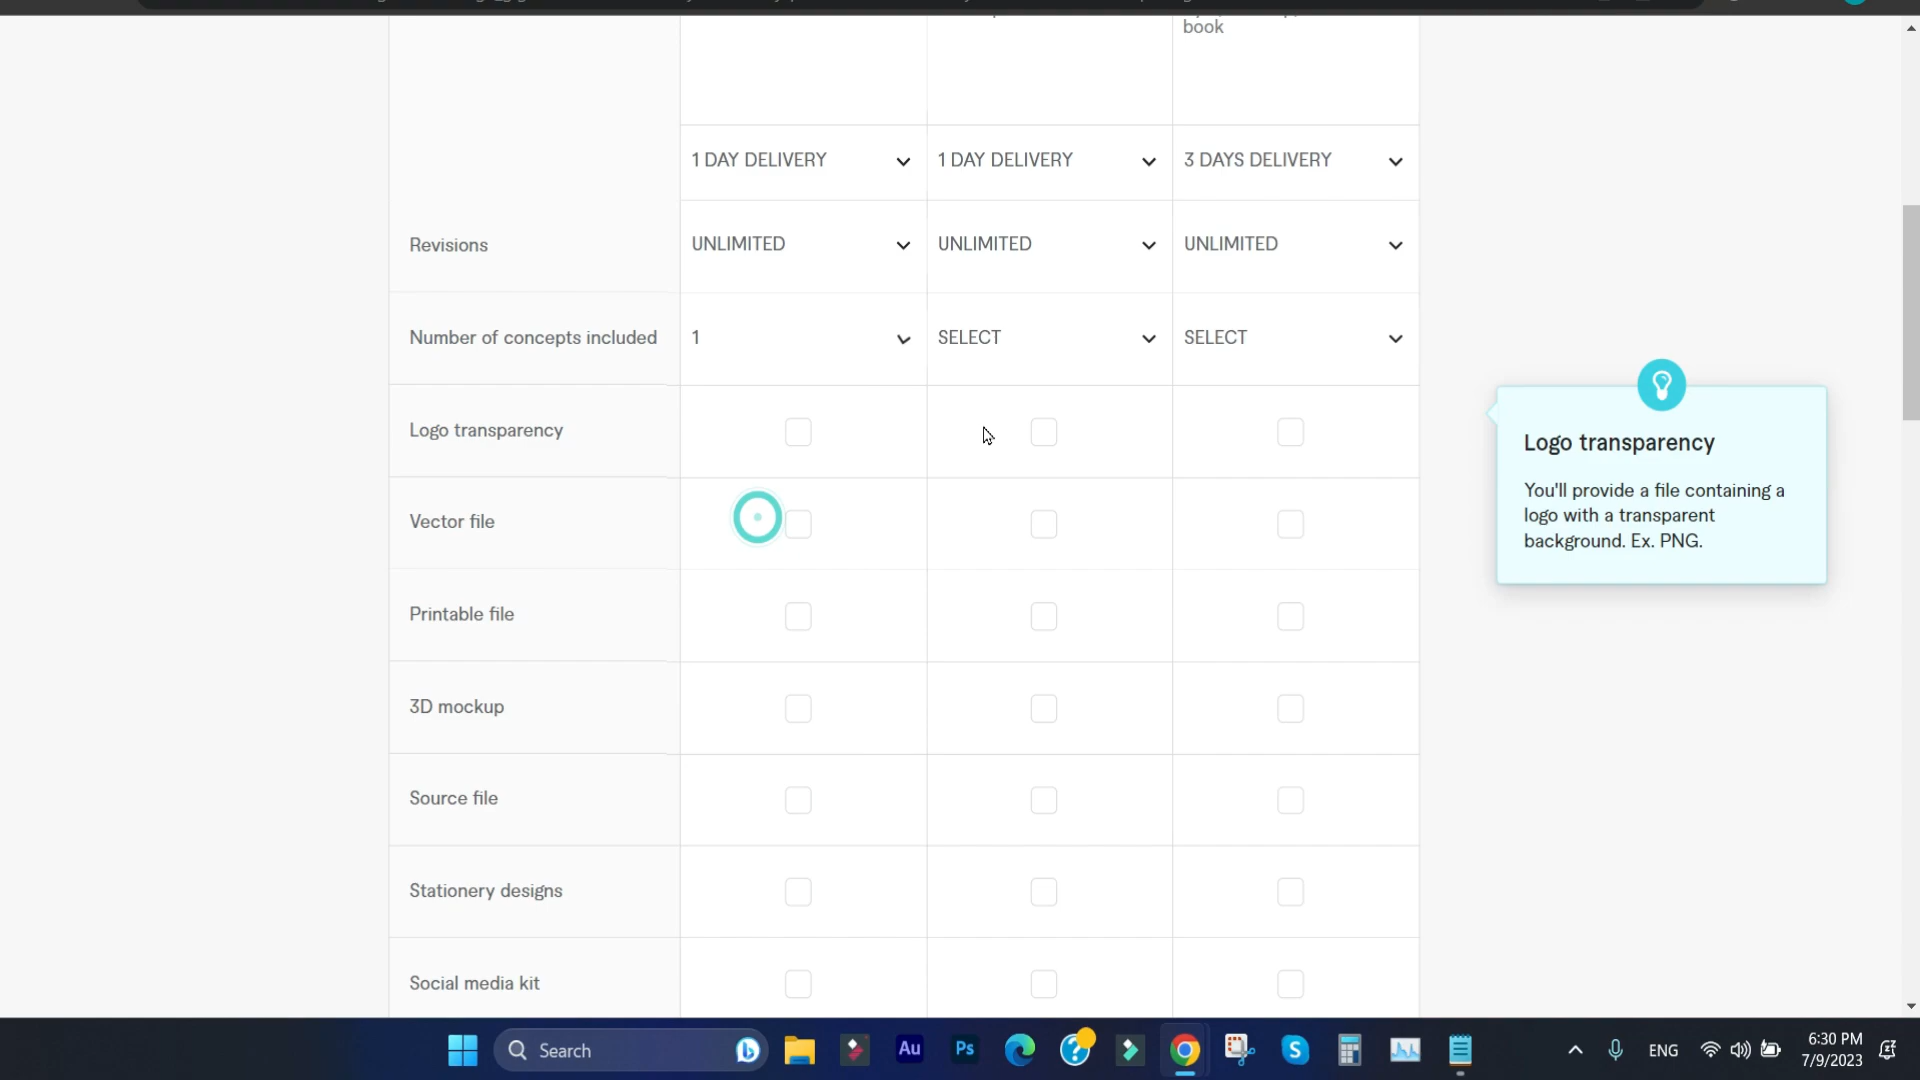 book
1 DAY DELIVERY 1 DAY DELIVERY 3 DAYS DELIVERY
Revisions UNLIMITED UNLIMITED UNLIMITED
Number of concepts included 1 SELECT SELECT
Logo transparency
Logo transparency
You'll provide a file containing a
logo with a transparent
background. Ex. PNG.
Vector file
Printable file
3D mockup
Source file
Stationery designs
Social media kit
Search
Au
Ps
ENG
6:30 PM
7/9/2023